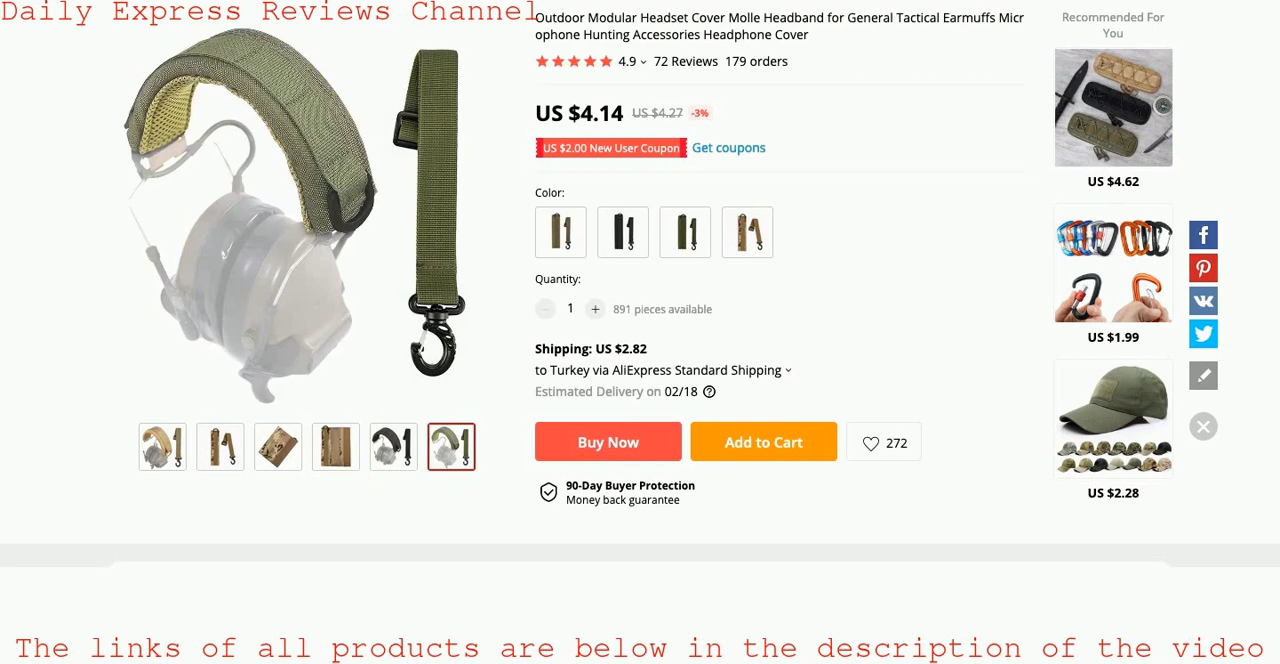 Daily Express Reviews Channel
Outdoor Modular Headset Cover Molle Headband for General Tactical Earmuffs Micr
ophone Hunting Accessories Headphone Cover
4.9 72 Reviews 179 orders
US $4.14 US $4.27 -3%
US $2.00 New User Coupon Get coupons
Color:
Quantity:
1 + 891 pieces available
Shipping: US $2.82
to Turkey via AliExpress Standard Shipping
Estimated Delivery on 02/18
Buy Now Add to Cart 272
90-Day Buyer Protection
Money back guarantee
Recommended For
You
US $4.62
US $1.99
US $2.28
The links of all products are below in the description of the video